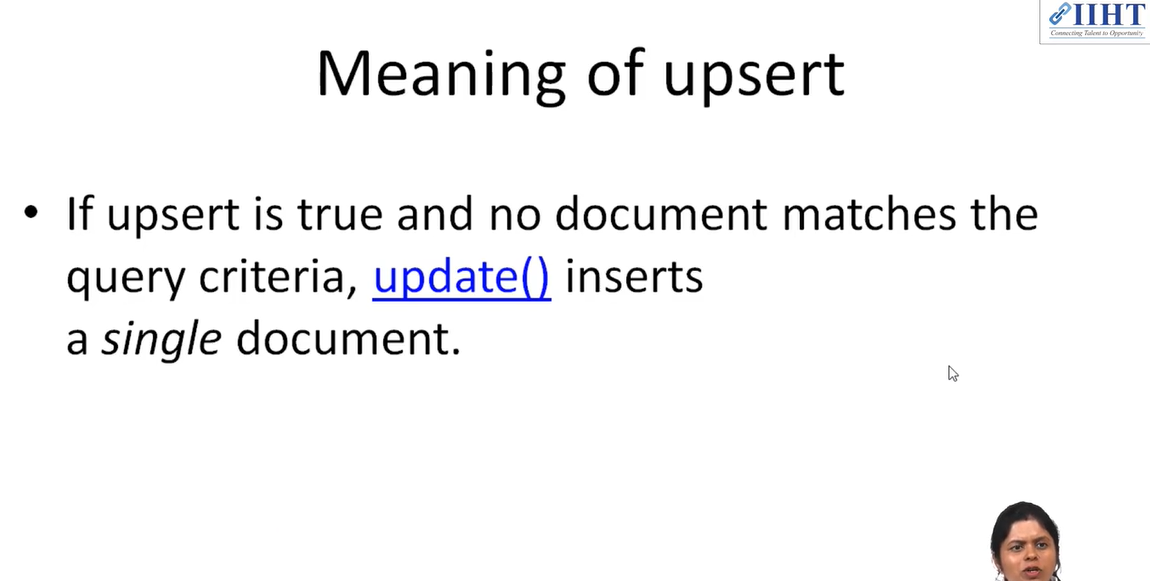 IIHT
Connecting Talent to Opportunity
Meaning of upsert
• If upsert is true and no document matches the
query criteria, update() inserts
a single document.